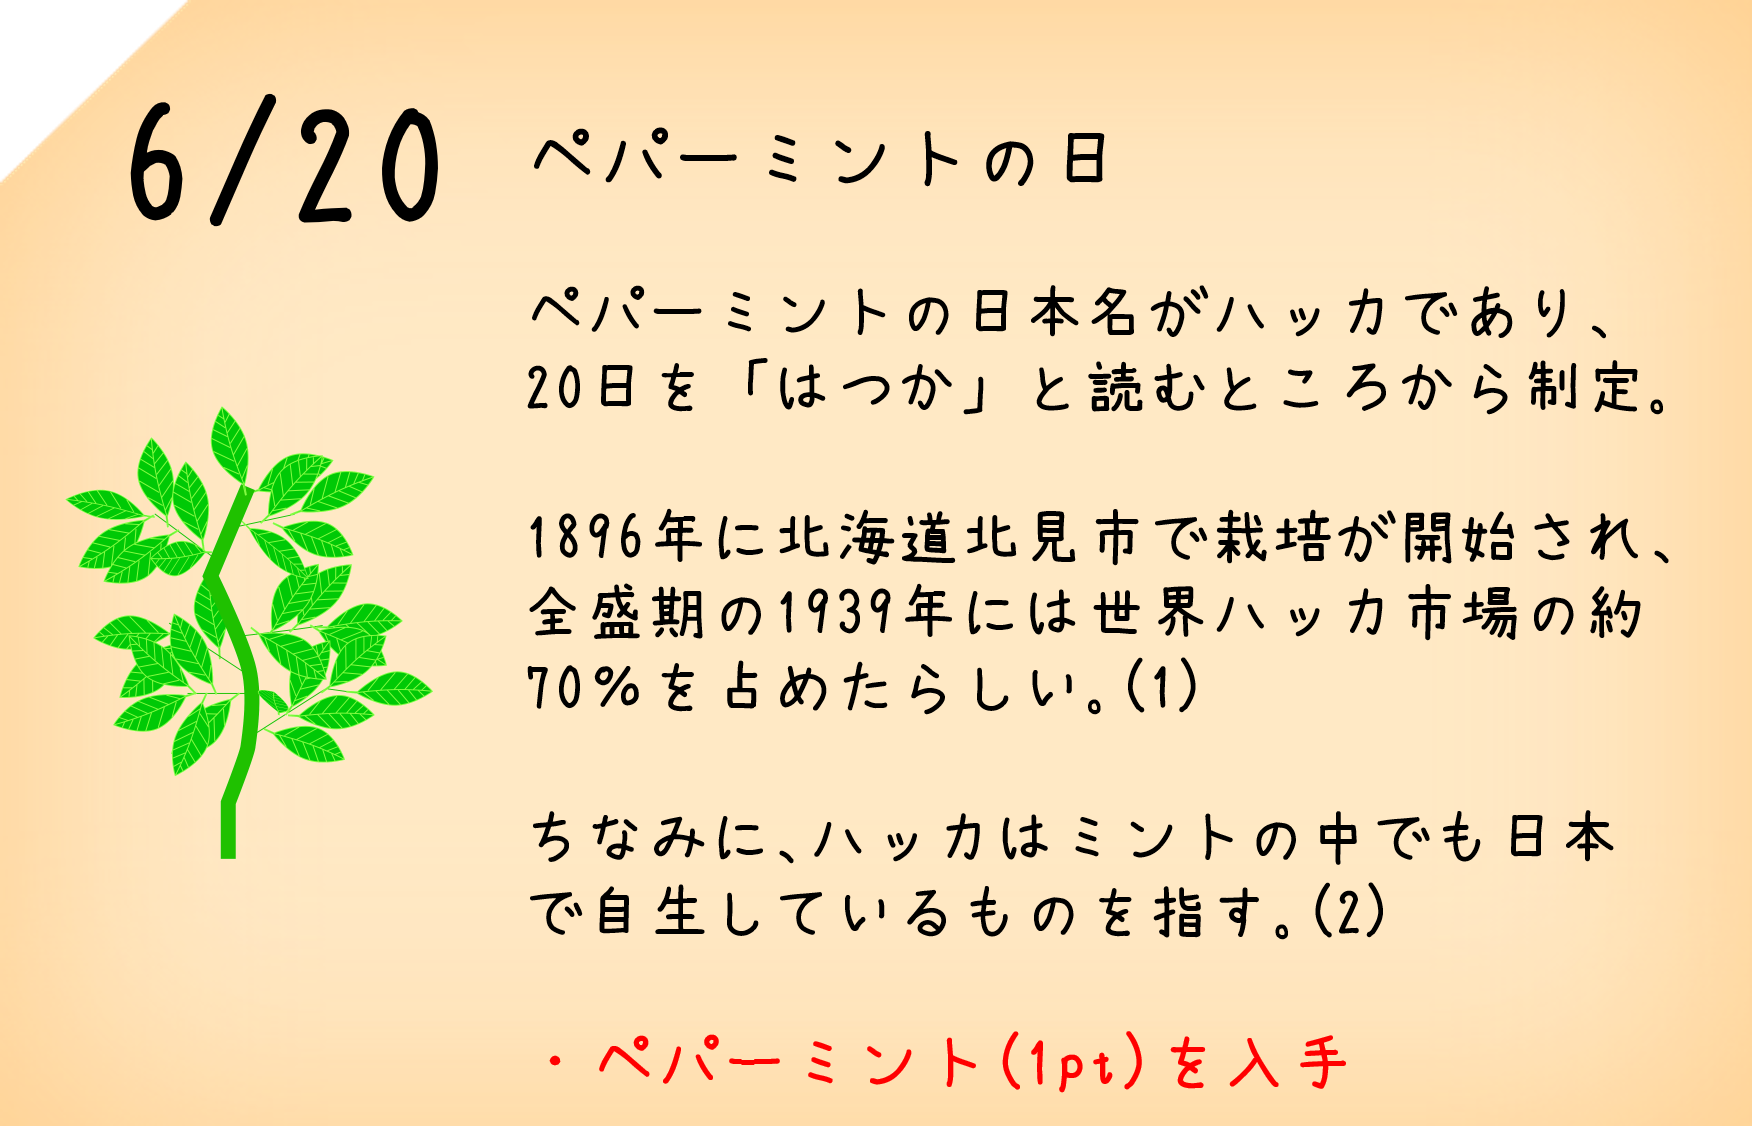 6/20 ペパーミントの日
ペパーミントの日本名がハッカであり、
20日を「はつか」と読むところから制定。
1896年に北海道北見市で栽培が開始され、
全盛期の1939年には世界ハッカ市場の約
70%を占めたらしい。(1)
ちなみに、ハッカはミントの中でも日本
で自生しているものを指す。(2)
・ペパーミント(1pt)を入手